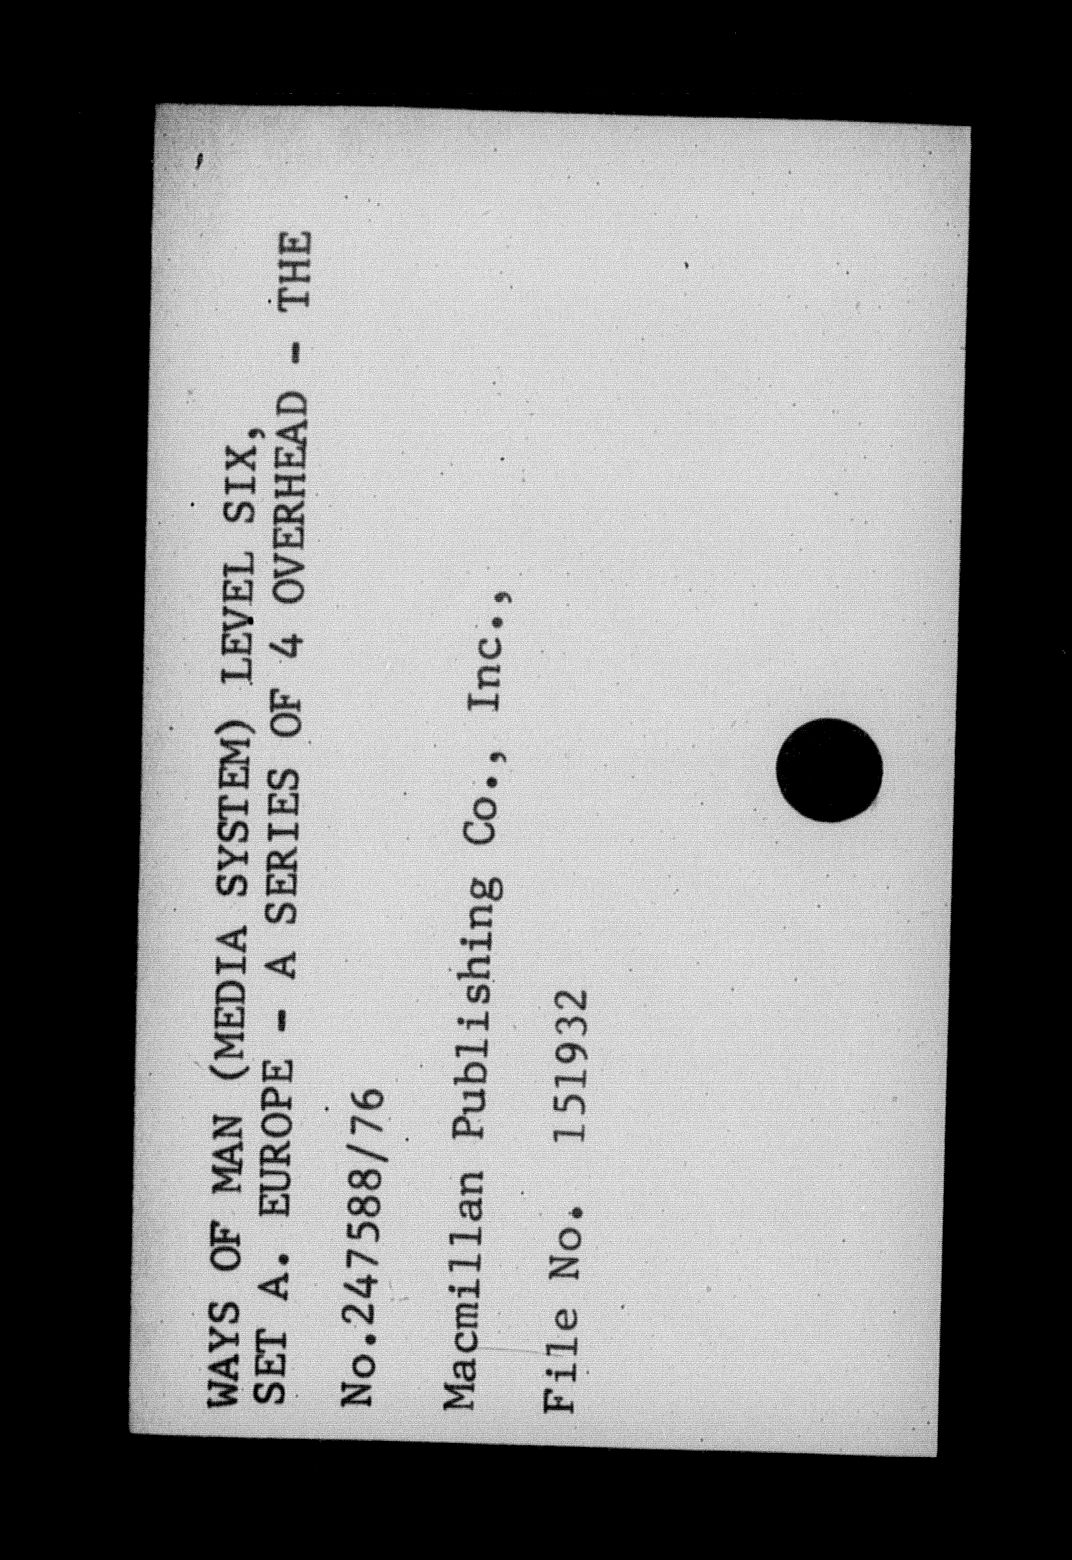 WAYS OF MAN (MEDIA SYSTEM) LEVEL SIX,
SET A. EUROPE - A SERIES OF 4 OVERHEAD - THE
No.247588/76
Macmillan Publishing Co., Inc.,
File No. 151932